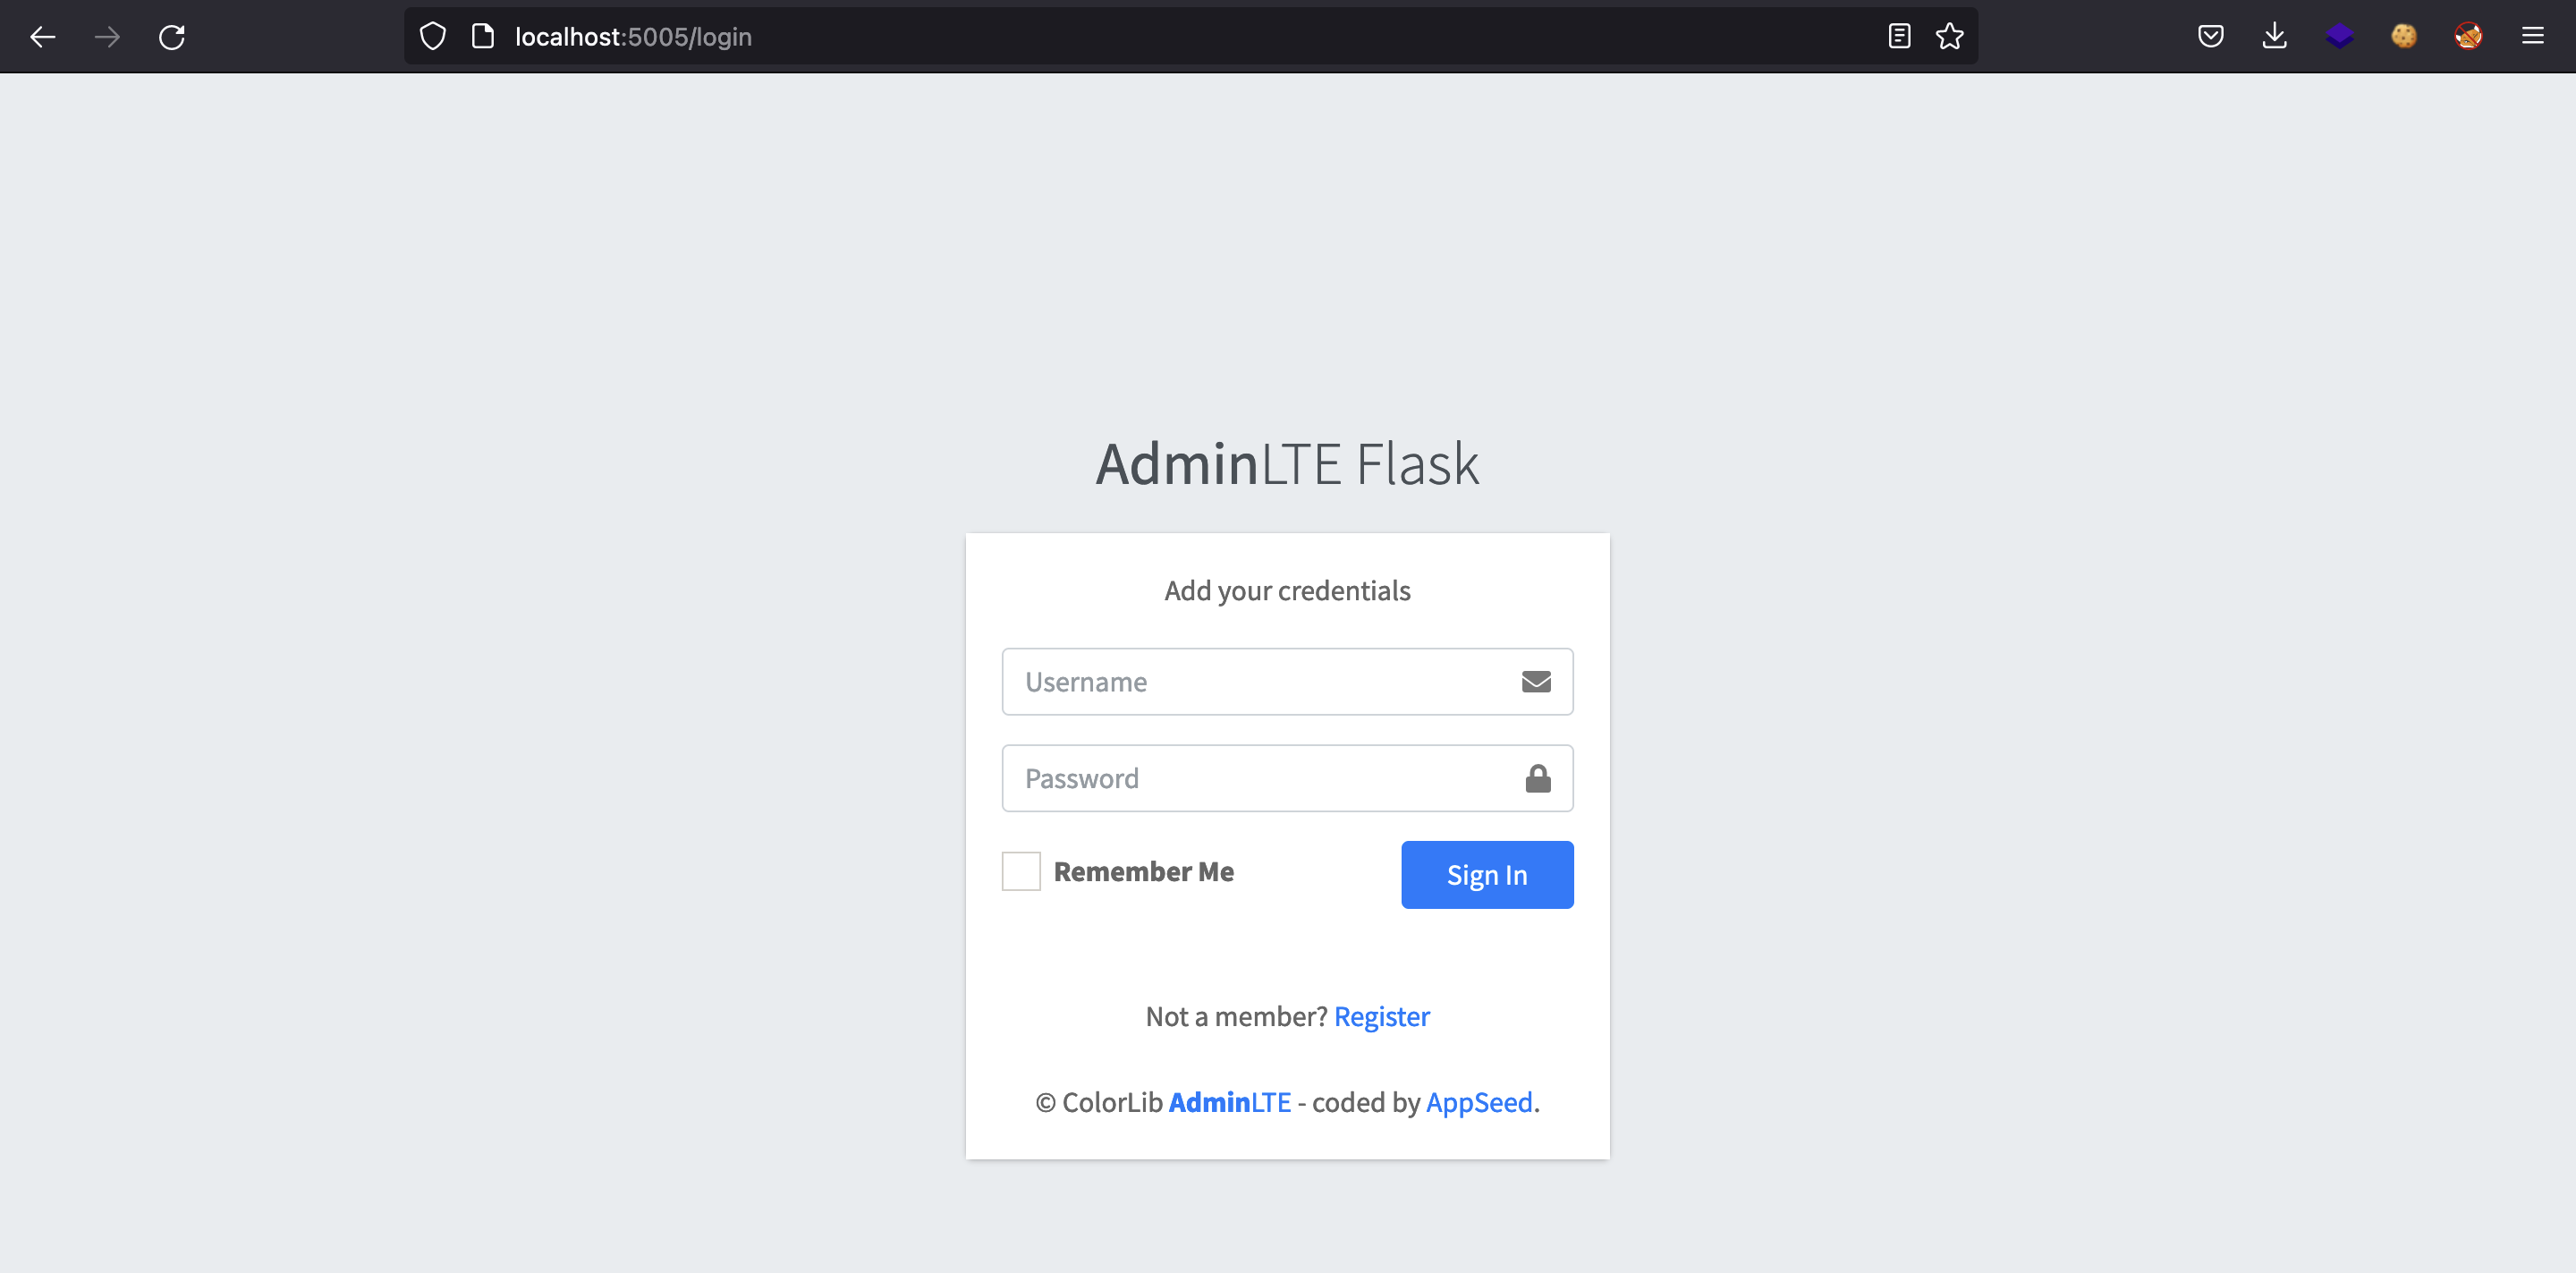 localhost:5005/login
AdminLTE Flask
Add your credentials
Username
Password
Remember Me
Sign In
Not a member? Register
© ColorLib AdminLTE - coded by AppSeed.